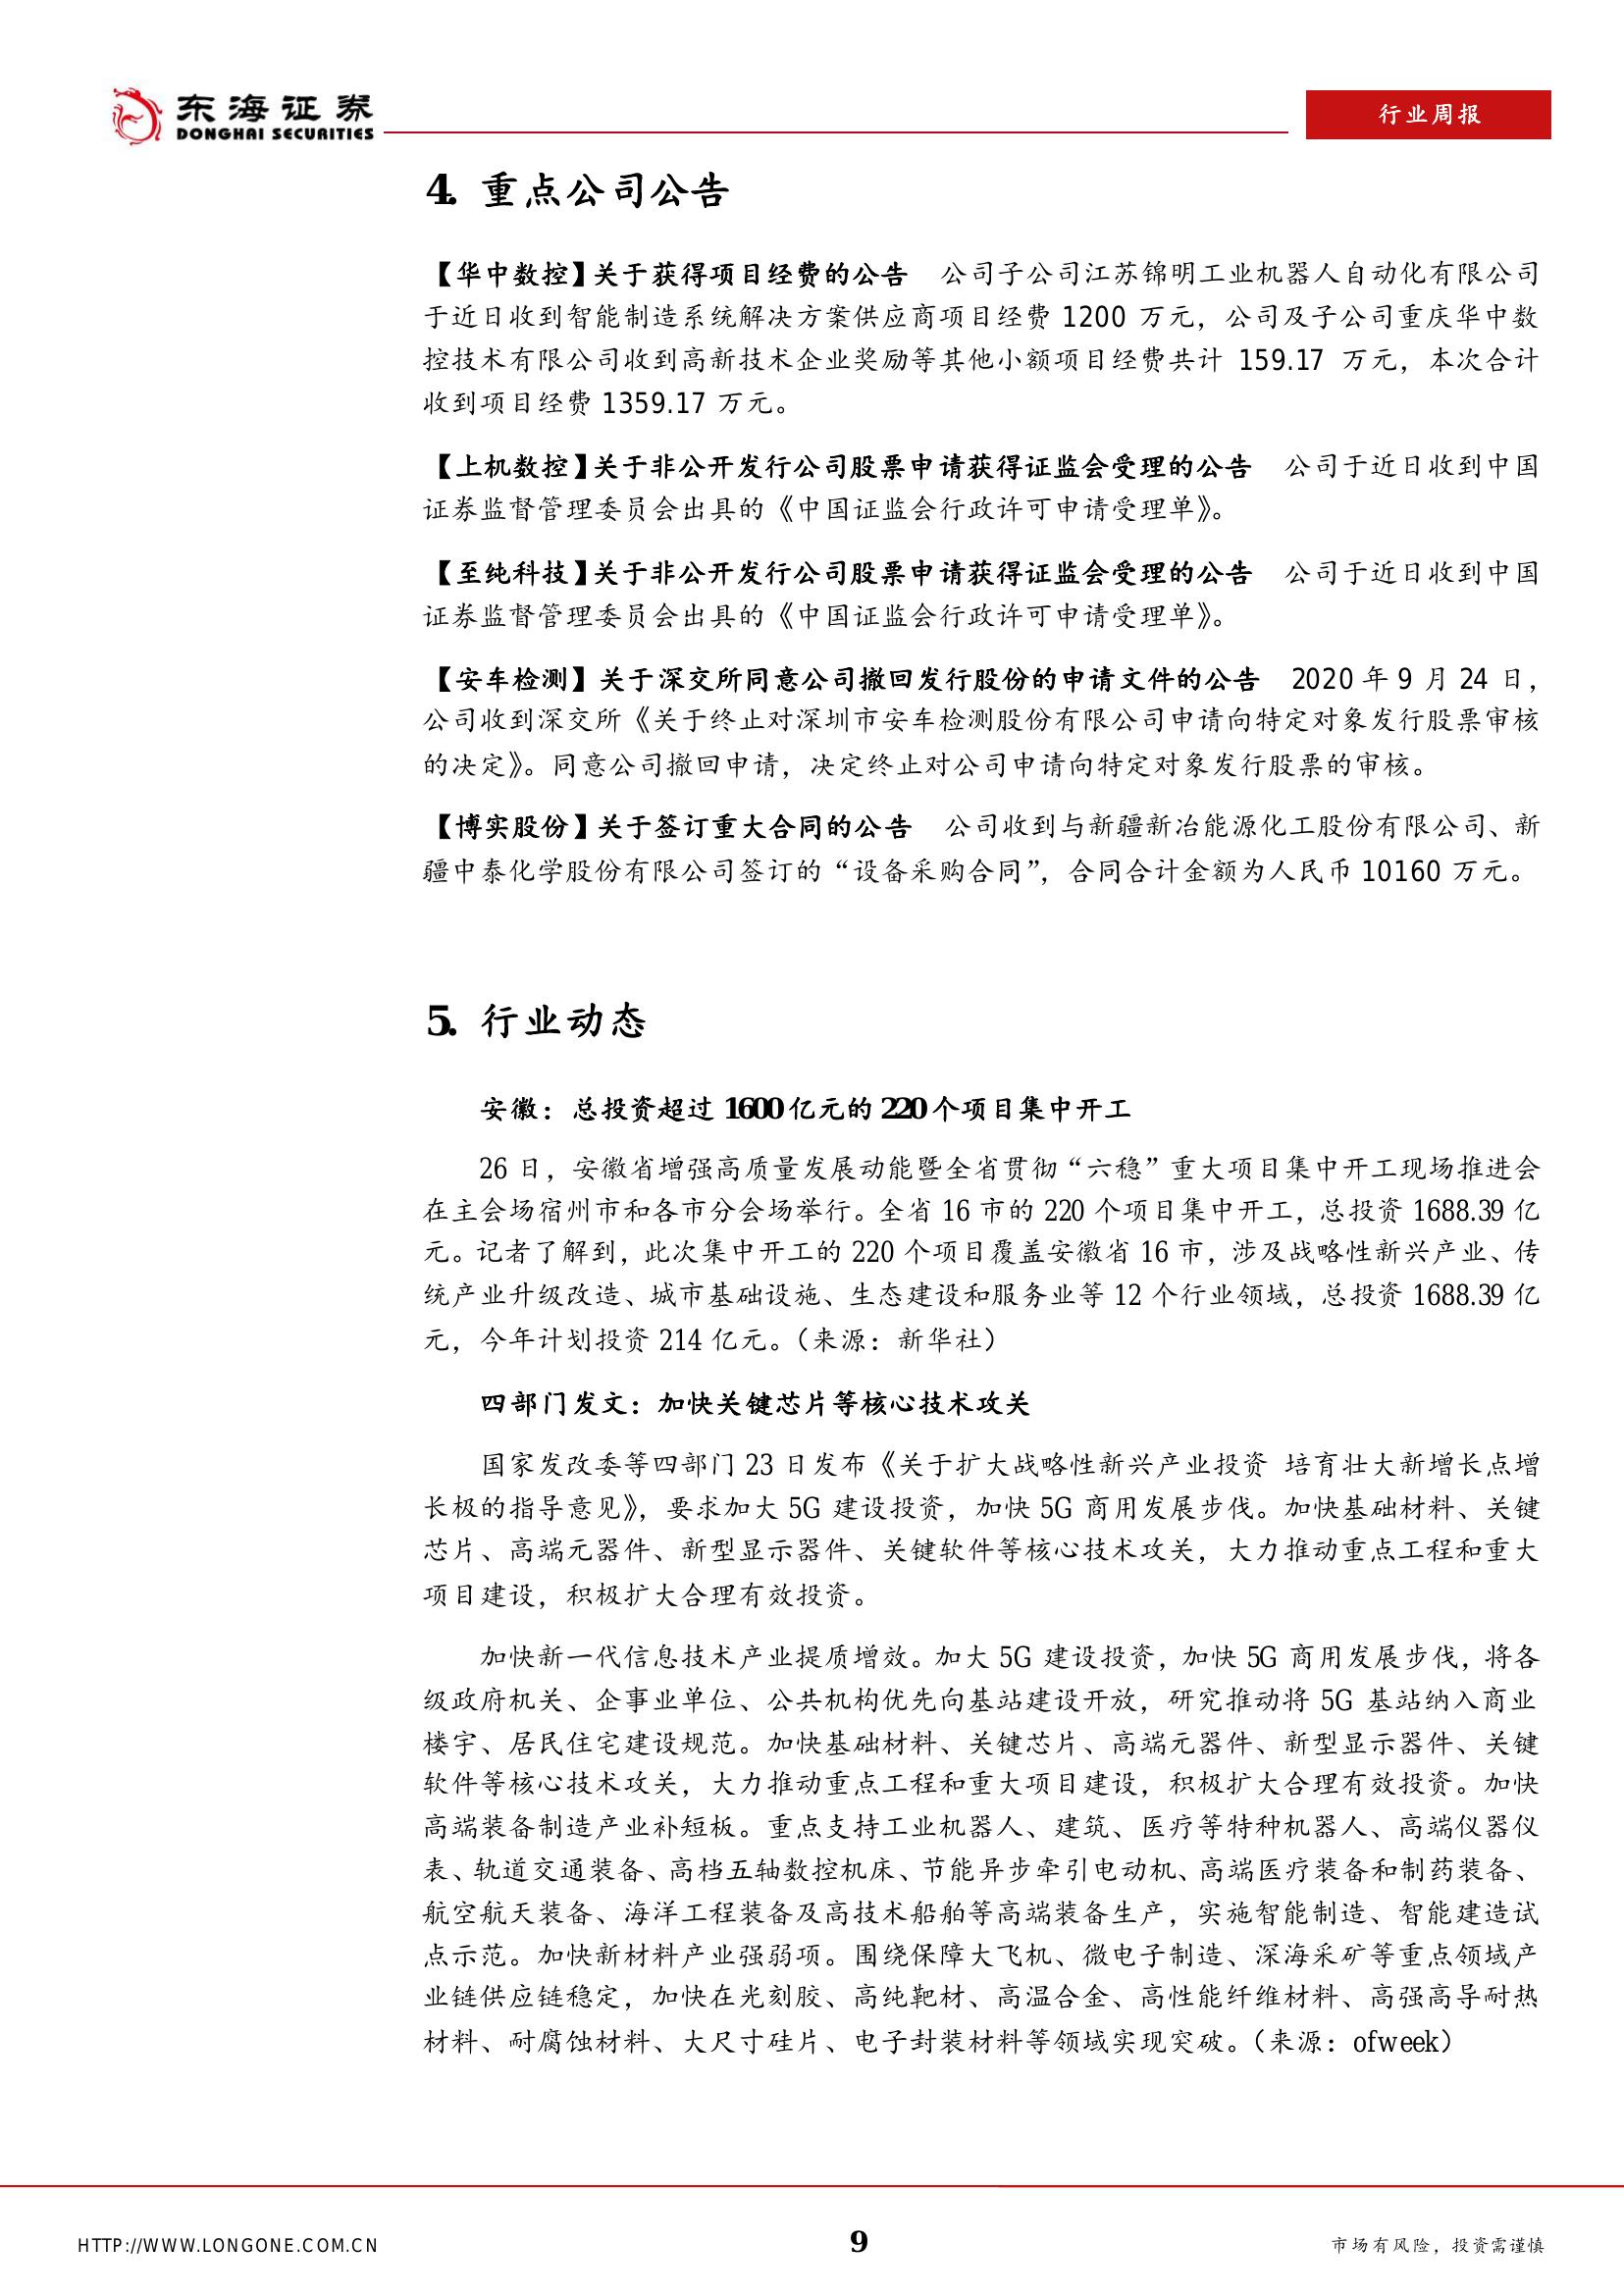 东海证券
DONGHAI SECURITIES
行业周报
4. 重点公司公告
【华中数控】关于获得项目经费的公告 公司子公司江苏锦明工业机器人自动化有限公司
于近日收到智能制造系统解决方案供应商项目经费 1200 万元，公司及子公司重庆华中数
控技术有限公司收到高新技术企业奖励等其他小额项目经费共计 159.17 万元，本次合计
收到项目经费 1359.17 万元。
【上机数控】关于非公开发行公司股票申请获得证监会受理的公告 公司于近日收到中国
证券监督管理委员会出具的《中国证监会行政许可申请受理单》。
【至纯科技】关于非公开发行公司股票申请获得证监会受理的公告 公司于近日收到中国
证券监督管理委员会出具的《中国证监会行政许可申请受理单》。
【安车检测】关于深交所同意公司撤回发行股份的申请文件的公告 2020 年 9 月 24 日，
公司收到深交所《关于终止对深圳市安车检测股份有限公司申请向特定对象发行股票审核
的决定》。同意公司撤回申请，决定终止对公司申请向特定对象发行股票的审核。
【博实股份】关于签订重大合同的公告 公司收到与新疆新冶能源化工股份有限公司、新
疆中泰化学股份有限公司签订的“设备采购合同”，合同合计金额为人民币 10160 万元。
5. 行业动态
安徽：总投资超过 1600 亿元的 220 个项目集中开工
26 日，安徽省增强高质量发展动能暨全省贯彻“六稳”重大项目集中开工现场推进会
在主会场宿州市和各市分会场举行。全省 16 市的 220 个项目集中开工，总投资 1688.39 亿
元。记者了解到，此次集中开工的 220 个项目覆盖安徽省 16 市，涉及战略性新兴产业、传
统产业升级改造、城市基础设施、生态建设和服务业等 12 个行业领域，总投资 1688.39 亿
元，今年计划投资 214 亿元。（来源：新华社）
四部门发文：加快关键芯片等核心技术攻关
国家发改委等四部门 23 日发布《关于扩大战略性新兴产业投资 培育壮大新增长点增
长极的指导意见》，要求加大 5G 建设投资，加快 5G 商用发展步伐。加快基础材料、关键
芯片、高端元器件、新型显示器件、关键软件等核心技术攻关，大力推动重点工程和重大
项目建设，积极扩大合理有效投资。
加快新一代信息技术产业提质增效。加大 5G 建设投资，加快 5G 商用发展步伐，将各
级政府机关、企事业单位、公共机构优先向基站建设开放，研究推动将 5G 基站纳入商业
楼宇、居民住宅建设规范。加快基础材料、关键芯片、高端元器件、新型显示器件、关键
软件等核心技术攻关，大力推动重点工程和重大项目建设，积极扩大合理有效投资。加快
高端装备制造产业补短板。重点支持工业机器人、建筑、医疗等特种机器人、高端仪器仪
表、轨道交通装备、高档五轴数控机床、节能异步牵引电动机、高端医疗装备和制药装备、
航空航天装备、海洋工程装备及高技术船舶等高端装备生产，实施智能制造、智能建造试
点示范。加快新材料产业强弱项。围绕保障大飞机、微电子制造、深海采矿等重点领域产
业链供应链稳定，加快在光刻胶、高纯靶材、高温合金、高性能纤维材料、高强高导耐热
材料、耐腐蚀材料、大尺寸硅片、电子封装材料等领域实现突破。（来源：ofweek）
HTTP://WWW.LONGONE.COM.CN
9
市场有风险，投资需谨慎